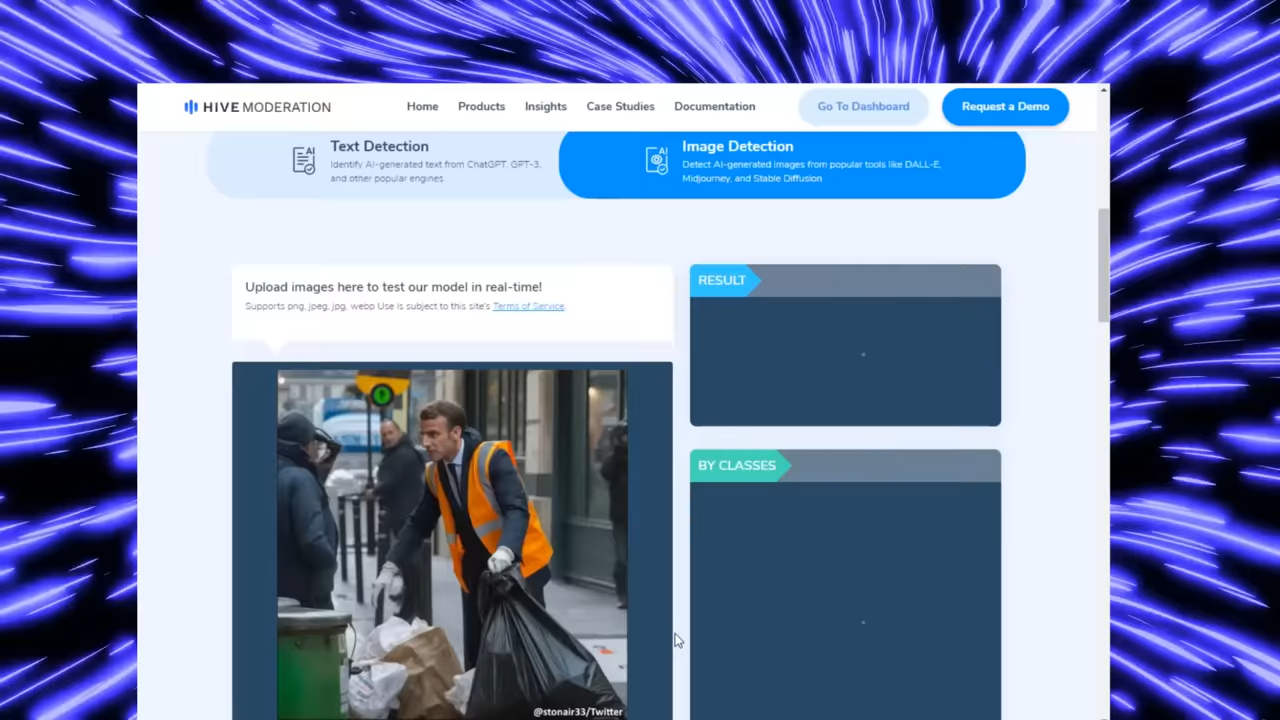 HIVE MODERATION
Home Products Insights Case Studies Documentation Go To Dashboard Request a Demo
AI
Text Detection
Identify AI-generated text from ChatGPT, GPT-3,
and other popular engines
AI
Image Detection
Detect AI-generated images from popular tools like DALL-E,
Midjourney, and Stable Diffusion
Upload images here to test our model in real-time!
Supports png, jpeg, jpg, webp Use is subject to this site's Terms of Service.
RESULT
BY CLASSES
@stonair33/Twitter